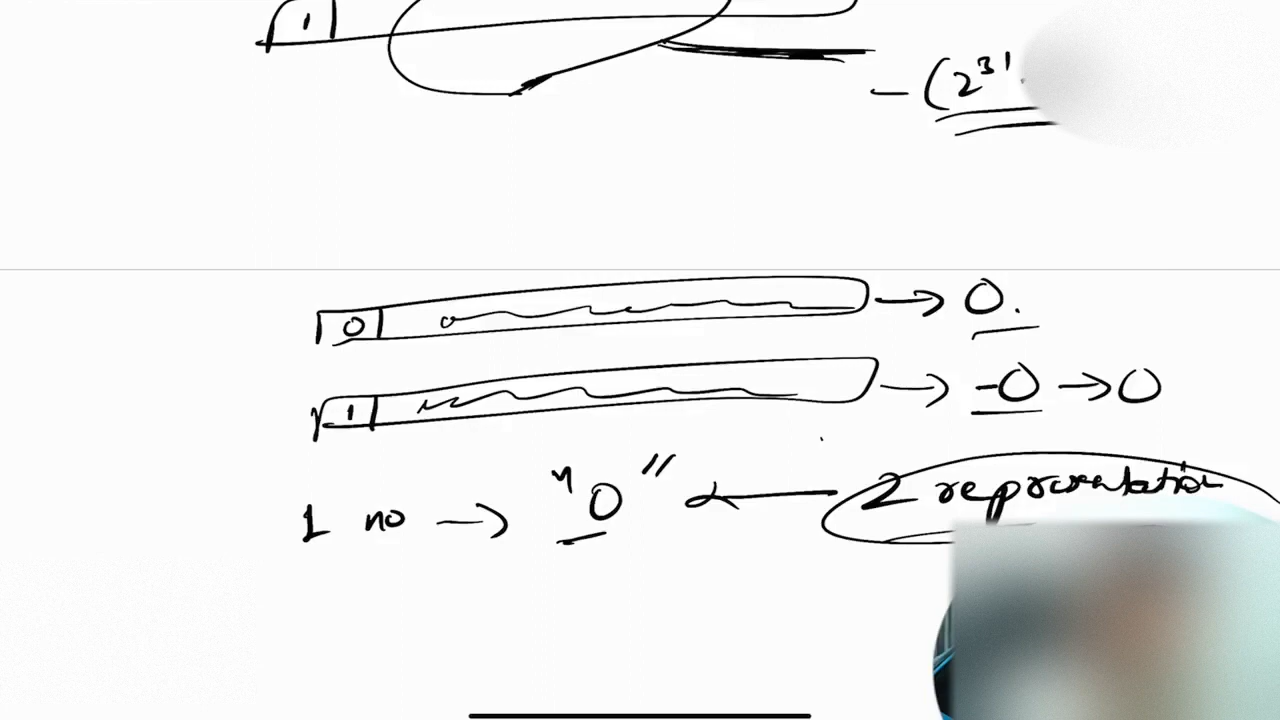 1
- (2³¹
0 0 → 0.
1 → -0 → 0
1 no → "0" ← 2 representation